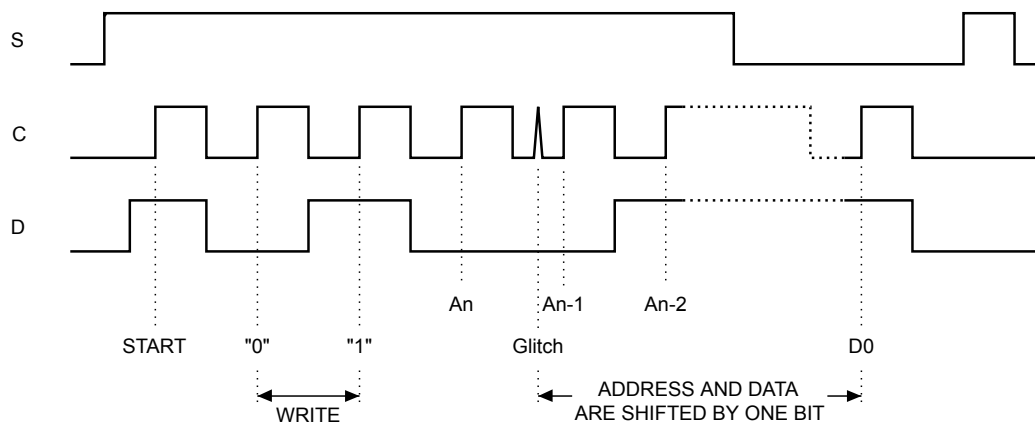 S
C
D
An
An-1
An-2
START
"0"
"1"
Glitch
D0
WRITE
ADDRESS AND DATA
ARE SHIFTED BY ONE BIT